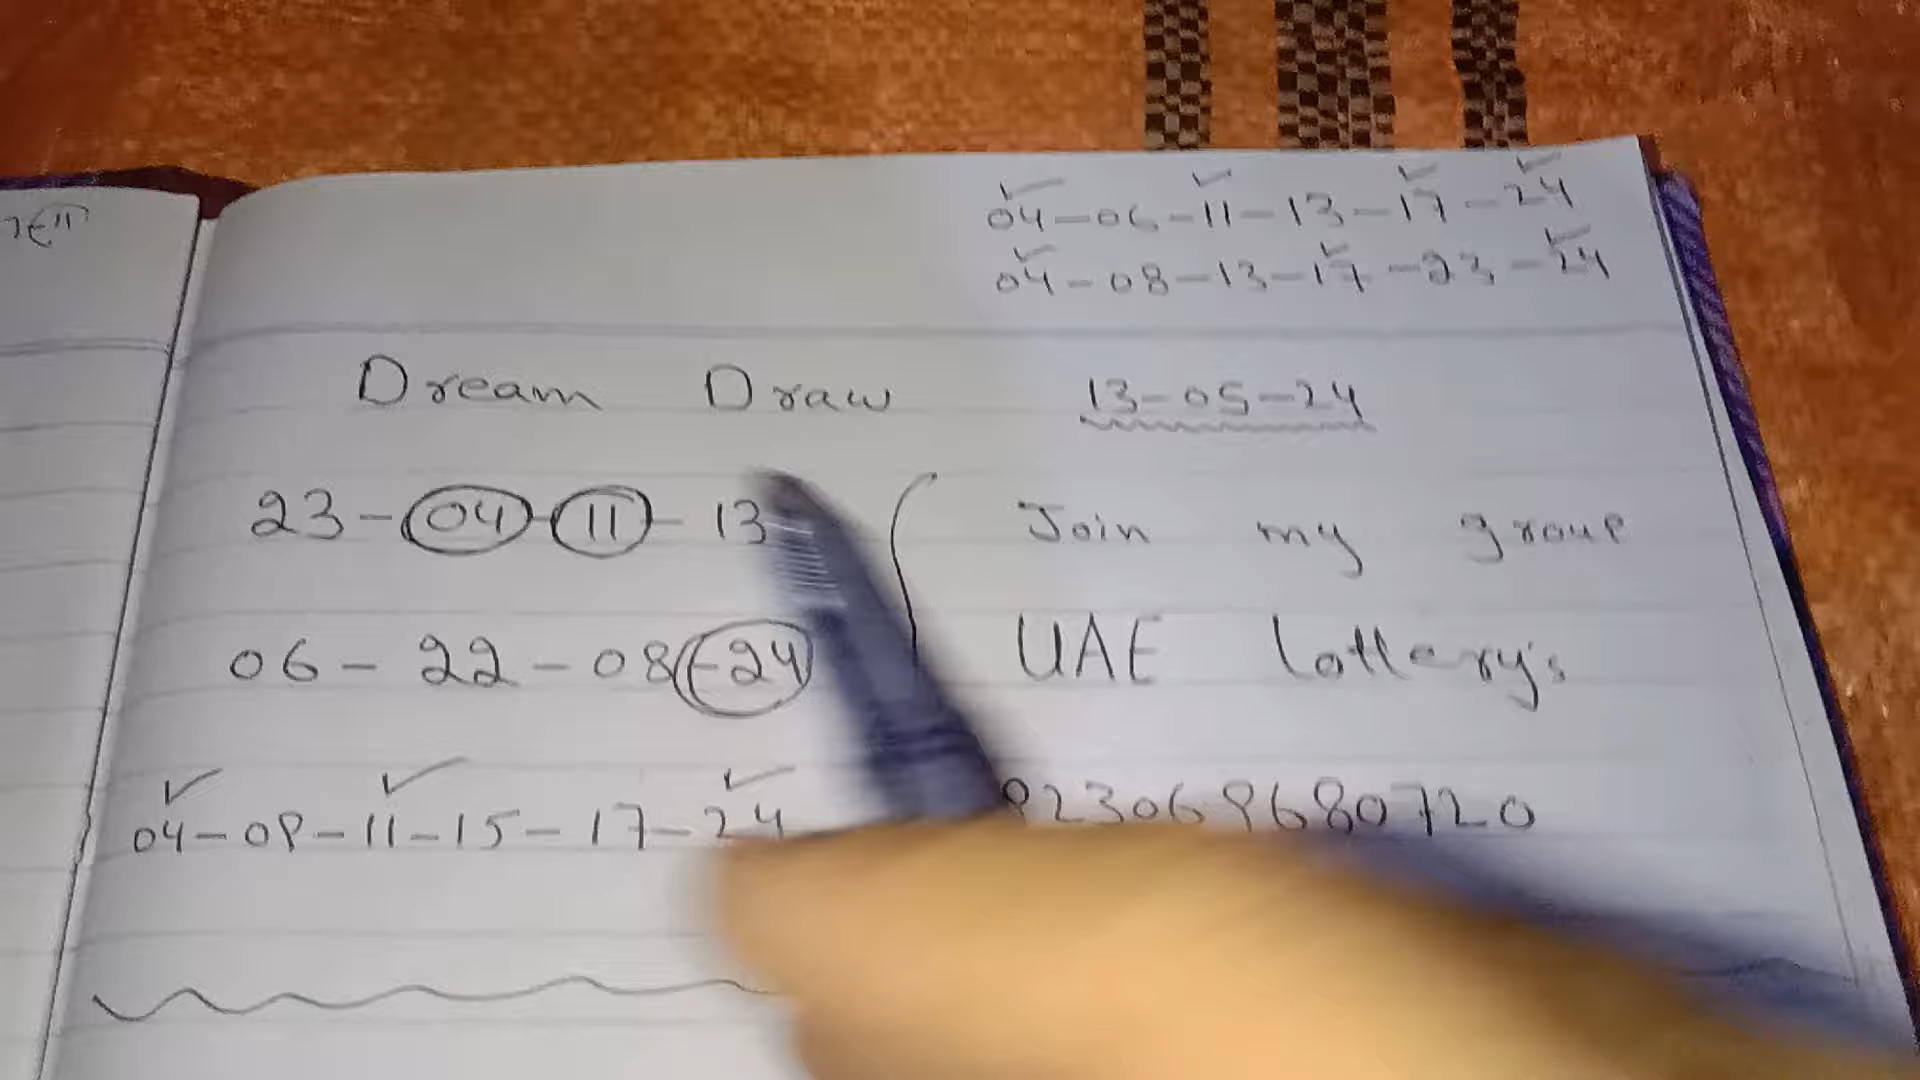 04-06-11-13-17-24
04-08-13-17-23-24
Dream Draw 13-05-24
23-04-11-13
Join my group
06-22-08-24
UAE Lottery's
04-08-11-15-17-24
923069680720